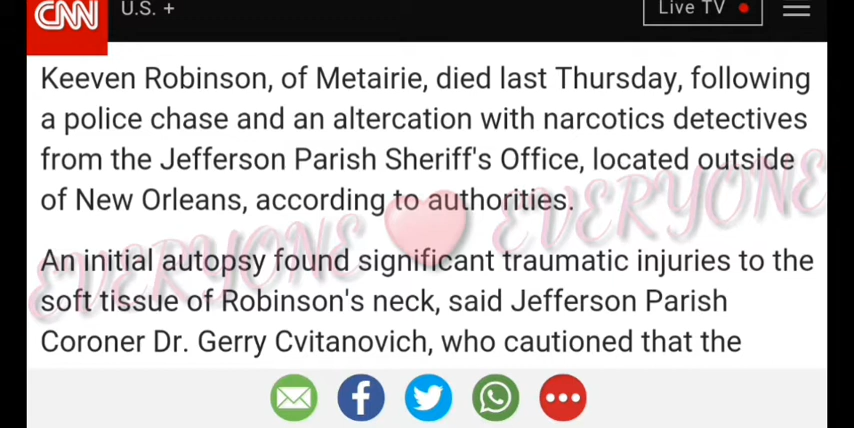 CNN
U.S. +
Live TV
Keeven Robinson, of Metairie, died last Thursday, following
a police chase and an altercation with narcotics detectives
from the Jefferson Parish Sheriff's Office, located outside
of New Orleans, according to authorities.
EVERYONE EVERYONE
An initial autopsy found significant traumatic injuries to the
soft tissue of Robinson's neck, said Jefferson Parish
Coroner Dr. Gerry Cvitanovich, who cautioned that the